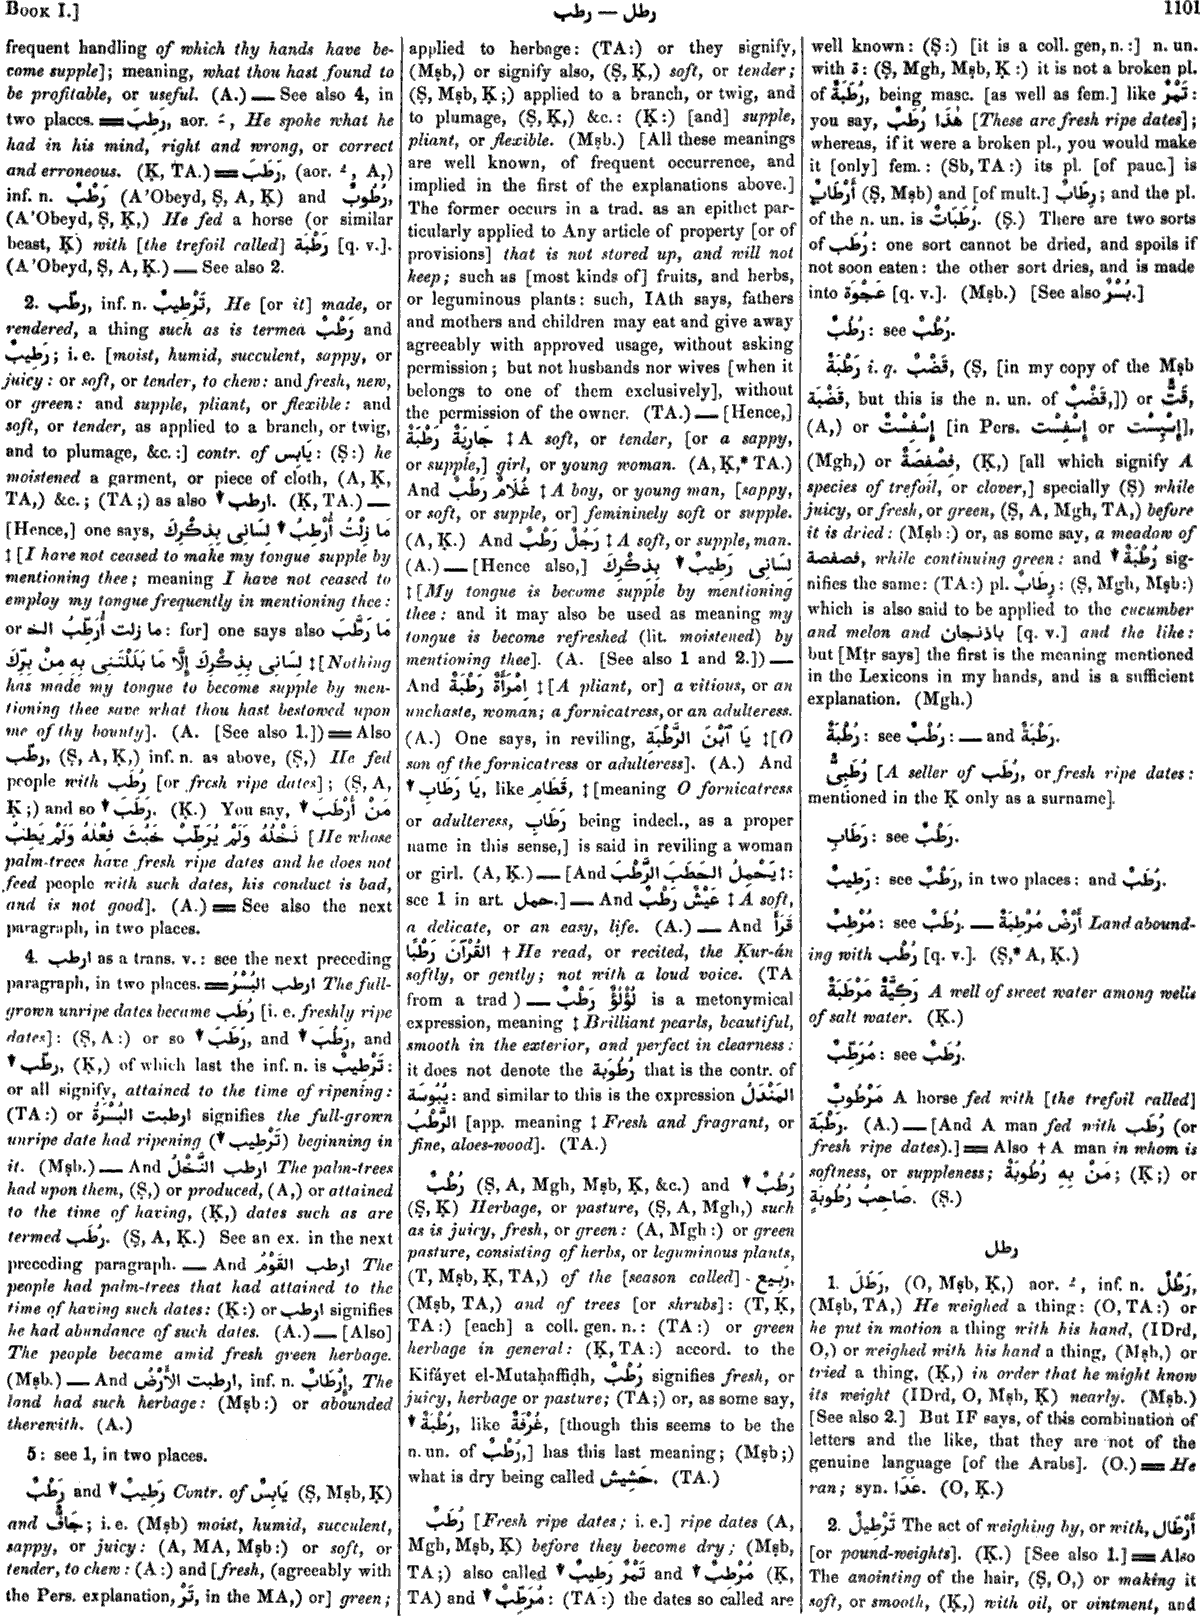 BOOK I.]
رطل — رطب
1101
frequent handling of which thy hands have be-
come supple]; meaning, what thou hast found to
be profitable, or useful. (A.) — See also 4, in
two places. = رَطِبَ, aor. ـَ, He spoke what he
had in his mind, right and wrong, or correct
and erroneous. (Ḳ, TA.) = رَطَبَ, (aor. ـُ, A,)
inf. n. رَطْبٌ (A'Obeyd, Ṣ, A, Ḳ) and رُطُوبٌ,
(A'Obeyd, Ṣ, Ḳ,) He fed a horse (or similar
beast, Ḳ) with [the trefoil called] رَطْبَة [q. v.].
(A'Obeyd, Ṣ, A, Ḳ.) — See also 2.
2. رطّب, inf. n. تَرْطِيبٌ, He [or it] made, or
rendered, a thing such as is termed رَطْبٌ and
رَطِيبٌ; i. e. [moist, humid, succulent, sappy, or
juicy: or soft, or tender, to chew: and fresh, new,
or green: and supple, pliant, or flexible: and
soft, or tender, as applied to a branch, or twig,
and to plumage, &c.:] contr. of يَابِس: (Ṣ:) he
moistened a garment, or piece of cloth, (A, Ḳ,
TA,) &c.; (TA;) as also ▼ ارطب. (Ḳ, TA.) —
[Hence,] one says, مَا زِلْتُ أُرْطِبُ ▼ لِسَانِى بِذِكْرِكَ
‡ [I have not ceased to make my tongue supple by
mentioning thee; meaning I have not ceased to
employ my tongue frequently in mentioning thee:
or ما زلت أُرَطِّبُ الخ: for] one says also مَا رَطَّبَ
لِسَانِى بِذِكْرِكَ إِلَّا مَا بَلَلْتَنِى بِهِ مِنْ بِرِّكَ ‡ [Nothing
has made my tongue to become supple by men-
tioning thee save what thou hast bestowed upon
me of thy bounty]. (A. [See also 1.]) = Also
رطّب, (Ṣ, A, Ḳ,) inf. n. as above, (Ṣ,) He fed
people with رُطَب [or fresh ripe dates]; (Ṣ, A,
Ḳ;) and so ▼ رَطَبَ. (Ḳ.) You say, مَنْ أَرْطَبَ ▼
نَخْلُهُ وَلَمْ يُرَطِّبْ خَبُثَ فِعْلُهُ وَلَمْ يَطِبْ [He whose
palm-trees have fresh ripe dates and he does not
feed people with such dates, his conduct is bad,
and is not good]. (A.) = See also the next
paragraph, in two places.
4. ارطب as a trans. v.: see the next preceding
paragraph, in two places. = ارطب البُسْرُ The full-
grown unripe dates became رُطَب [i. e. freshly ripe
dates]: (Ṣ, A:) or so ▼ رَطَبَ, and ▼ رَطُبَ, and
▼ رطّب, (Ḳ,) of which last the inf. n. is تَرْطِيبٌ:
or all signify, attained to the time of ripening:
(TA:) or ارطبت البُسْرَةُ signifies the full-grown
unripe date had ripening (▼ تَرْطِيب) beginning in
it. (Mṣb.) — And ارطب النَّخْلُ The palm-trees
had upon them, (Ṣ,) or produced, (A,) or attained
to the time of having, (Ḳ,) dates such as are
termed رُطَب. (Ṣ, A, Ḳ.) See an ex. in the next
preceding paragraph. — And ارطب القَوْمُ The
people had palm-trees that had attained to the
time of having such dates: (Ḳ:) or ارطب signifies
he had abundance of such dates. (A.) — [Also]
The people became amid fresh green herbage.
(Mṣb.) — And ارطبت الأَرْضُ, inf. n. إِرْطَابٌ, The
land had such herbage: (Mṣb:) or abounded
therewith. (A.)
5: see 1, in two places.
رَطْبٌ and ▼ رَطِيبٌ Contr. of يَابِسٌ (Ṣ, Mṣb, Ḳ)
and جَافٌّ; i. e. (Mṣb) moist, humid, succulent,
sappy, or juicy: (A, MA, Mṣb:) or soft, or
tender, to chew: (A:) and [fresh, (agreeably with
the Pers. explanation, تَرْ, in the MA,) or] green;
applied to herbage: (TA:) or they signify,
(Mṣb,) or signify also, (Ṣ, Ḳ,) soft, or tender;
(Ṣ, Mṣb, Ḳ;) applied to a branch, or twig, and
to plumage, (Ṣ, Ḳ,) &c.: (Ḳ:) [and] supple,
pliant, or flexible. (Mṣb.) [All these meanings
are well known, of frequent occurrence, and
implied in the first of the explanations above.]
The former occurs in a trad. as an epithet par-
ticularly applied to Any article of property [or of
provisions] that is not stored up, and will not
keep; such as [most kinds of] fruits, and herbs,
or leguminous plants: such, IAth says, fathers
and mothers and children may eat and give away
agreeably with approved usage, without asking
permission; but not husbands nor wives [when it
belongs to one of them exclusively], without
the permission of the owner. (TA.) — [Hence,]
جَارِيَةٌ رَطْبَةٌ ‡ A soft, or tender, [or a sappy,
or supple,] girl, or young woman. (A, Ḳ,* TA.)
And غُلَامٌ رَطْبٌ ‡ A boy, or young man, [sappy,
or soft, or supple, or] femininely soft or supple.
(A, Ḳ.) And رَجُلٌ رَطْبٌ ‡ A soft, or supple, man.
(A.) — [Hence also,] لِسَانِى رَطِيبٌ ▼ بِذِكْرِكَ
‡ [My tongue is become supple by mentioning
thee: and it may also be used as meaning my
tongue is become refreshed (lit. moistened) by
mentioning thee]. (A. [See also 1 and 2.]) —
And اِمْرَأَةٌ رَطْبَةٌ ‡ [A pliant, or] a vitious, or an
unchaste, woman; a fornicatress, or an adulteress.
(A.) One says, in reviling, يَا ٱبْنَ الرَّطْبَةِ ‡ [O
son of the fornicatress or adulteress]. (A.) And
▼ يَا رَطَابِ, like قَطَامِ, ‡ [meaning O fornicatress
or adulteress, رَطَابِ being indecl., as a proper
name in this sense,] is said in reviling a woman
or girl. (A, Ḳ.) — [And يَحْمِلُ الحَطَبَ الرَّطْبَ ‡:
see 1 in art. حمل.] — And عَيْشٌ رَطْبٌ ‡ A soft,
a delicate, or an easy, life. (A.) — And قَرَأَ
القُرْآنَ رَطْبًا † He read, or recited, the Ḳur-án
softly, or gently; not with a loud voice. (TA
from a trad) — لُؤْلُؤٌ رَطْبٌ is a metonymical
expression, meaning ‡ Brilliant pearls, beautiful,
smooth in the exterior, and perfect in clearness:
it does not denote the رُطُوبَة that is the contr. of
يُبُوسَة: and similar to this is the expression المَنْدَلُ
الرَّطْبُ [app. meaning ‡ Fresh and fragrant, or
fine, aloes-wood]. (TA.)
رُطْبٌ (Ṣ, A, Mgh, Mṣb, Ḳ, &c.) and ▼ رُطُبٌ
(Ṣ, Ḳ) Herbage, or pasture, (Ṣ, A, Mgh,) such
as is juicy, fresh, or green: (A, Mgh:) or green
pasture, consisting of herbs, or leguminous plants,
(T, Mṣb, Ḳ, TA,) of the [season called] رَبِيع,
(Mṣb, TA,) and of trees [or shrubs]: (T, Ḳ,
TA:) [each] a coll. gen. n.: (TA:) or green
herbage in general: (Ḳ, TA:) accord. to the
Kifáyet el-Mutaḥaffiḍh, رُطْبٌ signifies fresh, or
juicy, herbage or pasture; (TA;) or, as some say,
▼ رُطْبَةٌ, like غُرْفَةٌ, [though this seems to be the
n. un. of رُطْبٌ,] has this last meaning; (Mṣb;)
what is dry being called حَشِيش. (TA.)
رُطَبٌ [Fresh ripe dates; i. e.] ripe dates (A,
Mgh, Mṣb, Ḳ) before they become dry; (Mṣb,
TA;) also called ▼ تَمْرٌ رَطِيبٌ and ▼ مُرْطِبٌ (Ḳ,
TA) and ▼ مُرَطِّبٌ: (TA:) the dates so called are
well known: (Ṣ:) [it is a coll. gen. n.:] n. un.
with ة: (Ṣ, Mgh, Mṣb, Ḳ:) it is not a broken pl.
of رُطَبَةٌ, being masc. [as well as fem.] like تَمْرٌ:
you say, هٰذَا رُطَبٌ [These are fresh ripe dates];
whereas, if it were a broken pl., you would make
it [only] fem.: (Sb, TA:) its pl. [of pauc.] is
أَرْطَابٌ (Ṣ, Mṣb) and [of mult.] رِطَابٌ; and the pl.
of the n. un. is رُطَبَاتٌ. (Ṣ.) There are two sorts
of رُطَب: one sort cannot be dried, and spoils if
not soon eaten: the other sort dries, and is made
into عَجْوَة [q. v.]. (Mṣb.) [See also بُسْرٌ.]
رُطُبٌ: see رُطْبٌ.
رَطْبَةٌ i. q. قَضْبٌ, (Ṣ, [in my copy of the Mṣb
قَضْبَة, but this is the n. un. of قَضْبٌ,]) or قَتٌّ,
(A,) or إِسْفِسْتٌ [in Pers. إِسْفِسْت or إِسْپِسْت],
(Mgh,) or فِصْفِصَةٌ, (Ḳ,) [all which signify A
species of trefoil, or clover,] specially (Ṣ) while
juicy, or fresh, or green, (Ṣ, A, Mgh, TA,) before
it is dried: (Mṣb:) or, as some say, a meadow of
فصفصة, while continuing green: and ▼ رُطْبَةٌ sig-
nifies the same: (TA:) pl. رِطَابٌ: (Ṣ, Mgh, Mṣb:)
which is also said to be applied to the cucumber
and melon and باذنجان [q. v.] and the like:
but [Mṭr says] the first is the meaning mentioned
in the Lexicons in my hands, and is a sufficient
explanation. (Mgh.)
رُطْبَةٌ: see رُطْبٌ: — and رَطْبَةٌ.
رُطَبِىٌّ [A seller of رُطَب, or fresh ripe dates:
mentioned in the Ḳ only as a surname].
رَطَابِ: see رَطْبٌ.
رَطِيبٌ: see رَطْبٌ, in two places: and رُطَبٌ.
مُرْطِبٌ: see رُطَبٌ. — أَرْضٌ مُرْطِبَةٌ Land abound-
ing with رُطْب [q. v.]. (Ṣ,* A, Ḳ.)
رَكِيَّةٌ مَرْطَبَةٌ A well of sweet water among wells
of salt water. (Ḳ.)
مُرَطِّبٌ: see رُطَبٌ.
مَرْطُوبٌ A horse fed with [the trefoil called]
رَطْبَة. (A.) — [And A man fed with رُطَب (or
fresh ripe dates).] = Also † A man in whom is
softness, or suppleness; مَنْ بِهِ رُطُوبَةٌ; (Ḳ;) or
صَاحِبُ رُطُوبَةٍ. (Ṣ.)
رطل
1. رَطَلَ, (O, Mṣb, Ḳ,) aor. ـُ, inf. n. رَطْلٌ,
(Mṣb, TA,) He weighed a thing: (O, TA:) or
he put in motion a thing with his hand, (IDrd,
O,) or weighed with his hand a thing, (Mṣb,) or
tried a thing, (Ḳ,) in order that he might know
its weight (IDrd, O, Mṣb, Ḳ) nearly. (Mṣb.)
[See also 2.] But IF says, of this combination of
letters and the like, that they are not of the
genuine language [of the Arabs]. (O.) = He
ran; syn. عَدَا. (O, Ḳ.)
2. تَرْطِيلٌ The act of weighing by, or with, أَرْطَال
[or pound-weights]. (Ḳ.) [See also 1.] = Also
The anointing of the hair, (Ṣ, O,) or making it
soft, or smooth, (Ḳ,) with oil, or ointment, and